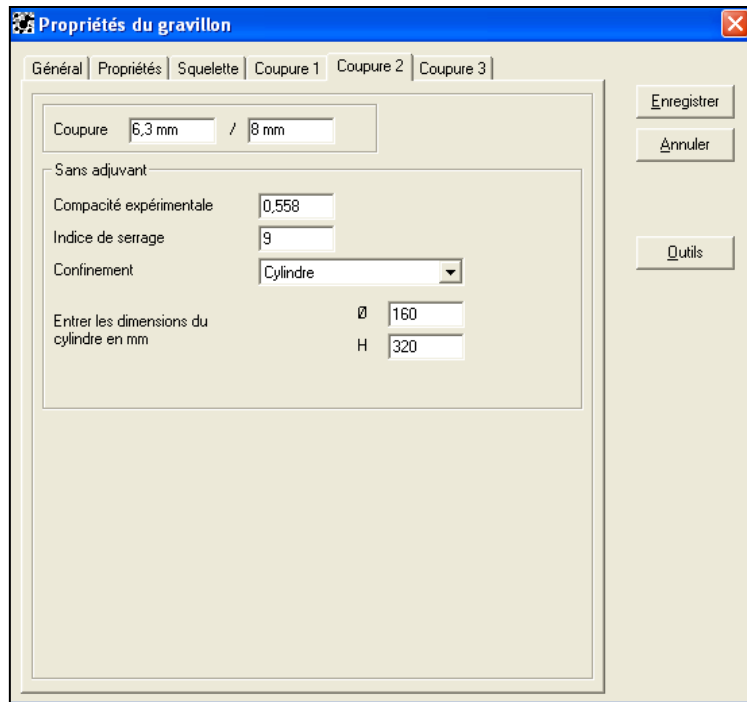 Propriétés du gravillon
Général Propriétés Squelette Coupure 1 Coupure 2 Coupure 3
Enregistrer
Annuler
Outils
Coupure 6,3 mm / 8 mm
Sans adjuvant
Compacité expérimentale 0,558
Indice de serrage 9
Confinement Cylindre
Entrer les dimensions du
cylindre en mm
Ø 160
H 320